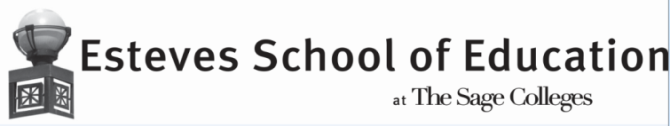 Esteves School of Education
at The Sage Colleges